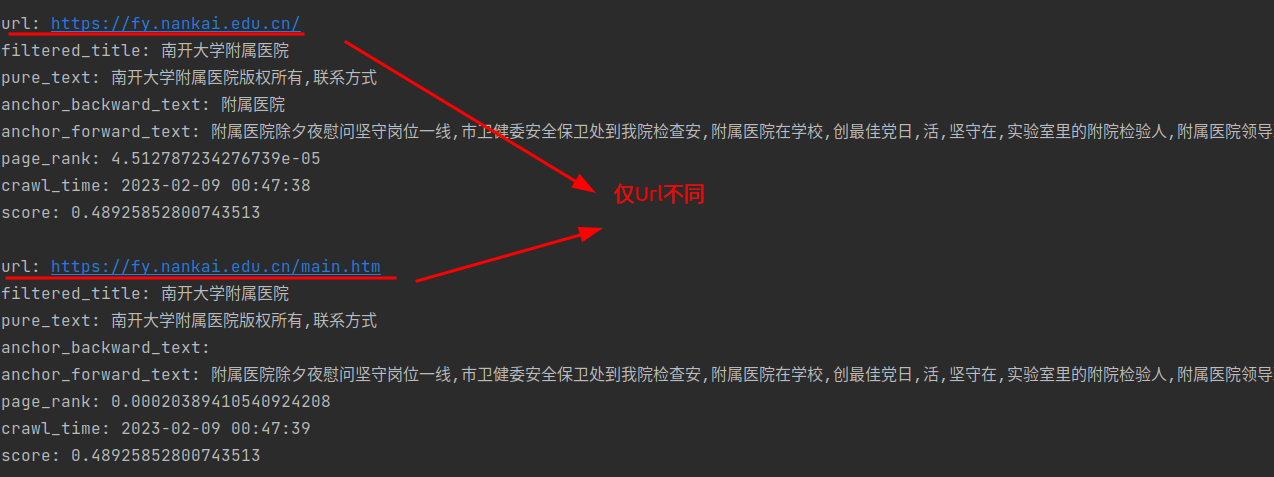 url: https://fy.nankai.edu.cn/
filtered_title: 南开大学附属医院
pure_text: 南开大学附属医院版权所有,联系方式
anchor_backward_text: 附属医院
anchor_forward_text: 附属医院除夕夜慰问坚守岗位一线,市卫健委安全保卫处到我院检查安,附属医院在学校,创最佳党日,活,坚守在,实验室里的附院检验人,附属医院领导
page_rank: 4.512787234276739e-05
crawl_time: 2023-02-09 00:47:38
仅Url不同
score: 0.48925852800743513
url: https://fy.nankai.edu.cn/main.htm
filtered_title: 南开大学附属医院
pure_text: 南开大学附属医院版权所有,联系方式
anchor_backward_text:
anchor_forward_text: 附属医院除夕夜慰问坚守岗位一线,市卫健委安全保卫处到我院检查安,附属医院在学校,创最佳党日,活,坚守在,实验室里的附院检验人,附属医院领导
page_rank: 0.00020389410540924208
crawl_time: 2023-02-09 00:47:39
score: 0.48925852800743513